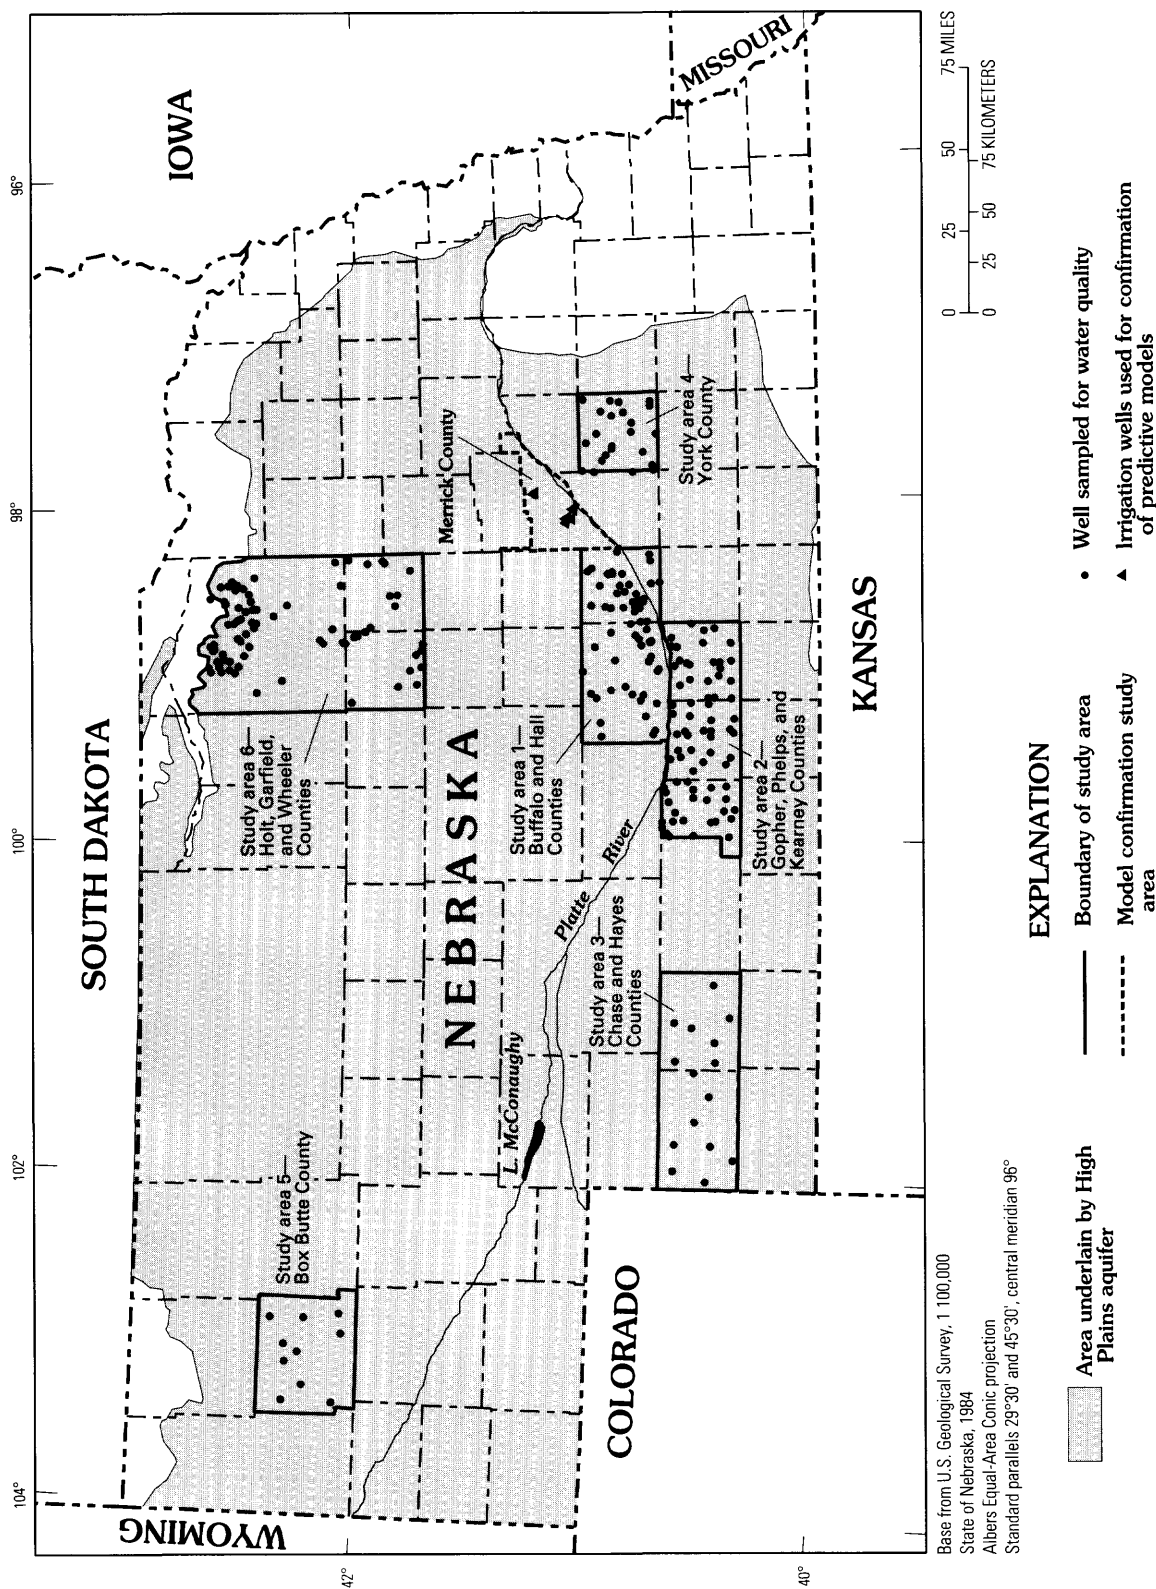 104°
102°
100°
98°
96°
42°
40°
WYOMING
SOUTH DAKOTA
IOWA
MISSOURI
KANSAS
COLORADO
NEBRASKA
Study area 5—
Box Butte County
Study area 6—
Holt, Garfield,
and Wheeler
Counties
Merrick County
L. McConaughy
Platte River
Study area 1—
Buffalo and Hall
Counties
Study area 3—
Chase and Hayes
Counties
Study area 2—
Gopher, Phelps, and
Kearney Counties
Study area 4—
York County
Base from U.S. Geological Survey, 1 100,000
State of Nebraska, 1984
Albers Equal-Area Conic projection
Standard parallels 29°30' and 45°30', central meridian 96°
0 25 50 75 MILES
0 25 50 75 KILOMETERS
EXPLANATION
Area underlain by High
Plains aquifer
Boundary of study area
Model confirmation study
area
Well sampled for water quality
Irrigation wells used for confirmation
of predictive models